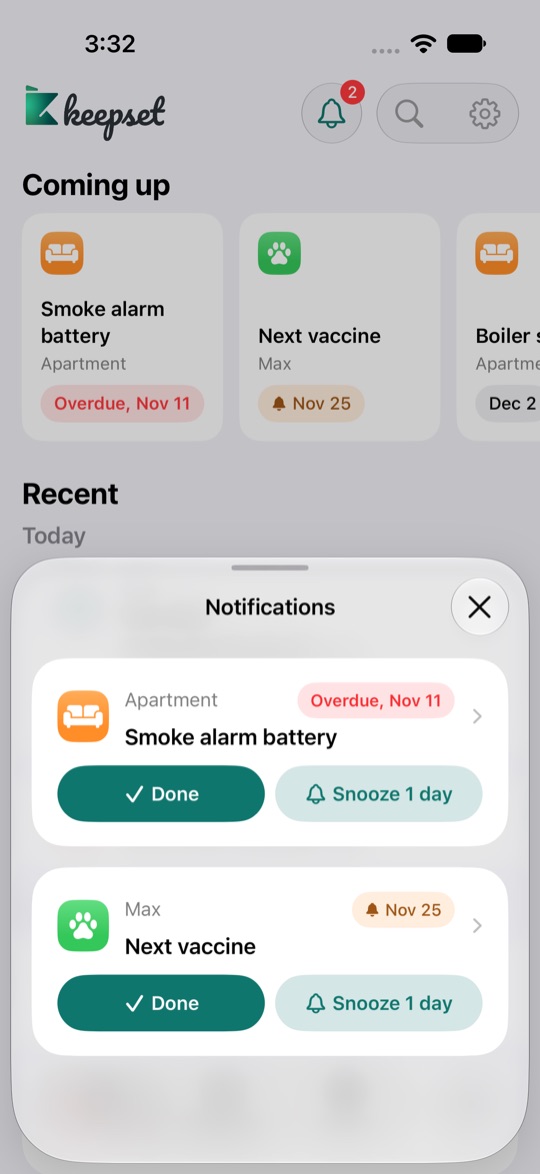 3:32
keepset
2
Coming up
Smoke alarm
battery
Apartment
Overdue, Nov 11
Next vaccine
Max
Nov 25
Boiler s
Apartme
Dec 2
Recent
Today
Notifications
Apartment
Overdue, Nov 11
Smoke alarm battery
Done
Snooze 1 day
Max
Nov 25
Next vaccine
Done
Snooze 1 day